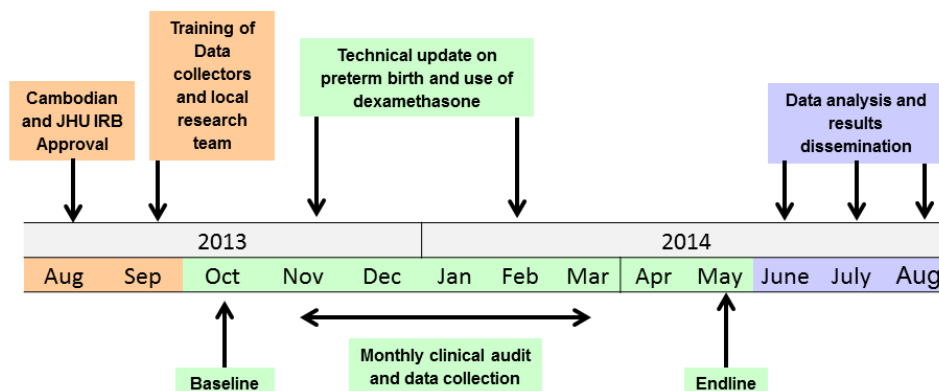 Training of
Data
collectors
and local
research
team
Technical update on
preterm birth and use of
dexamethasone
Cambodian
and JHU IRB
Approval
Data analysis and
results
dissemination
2013
2014
Aug
Sep
Oct
Nov
Dec
Jan
Feb
Mar
Apr
May
June
July
Aug
Monthly clinical audit
and data collection
Baseline
Endline